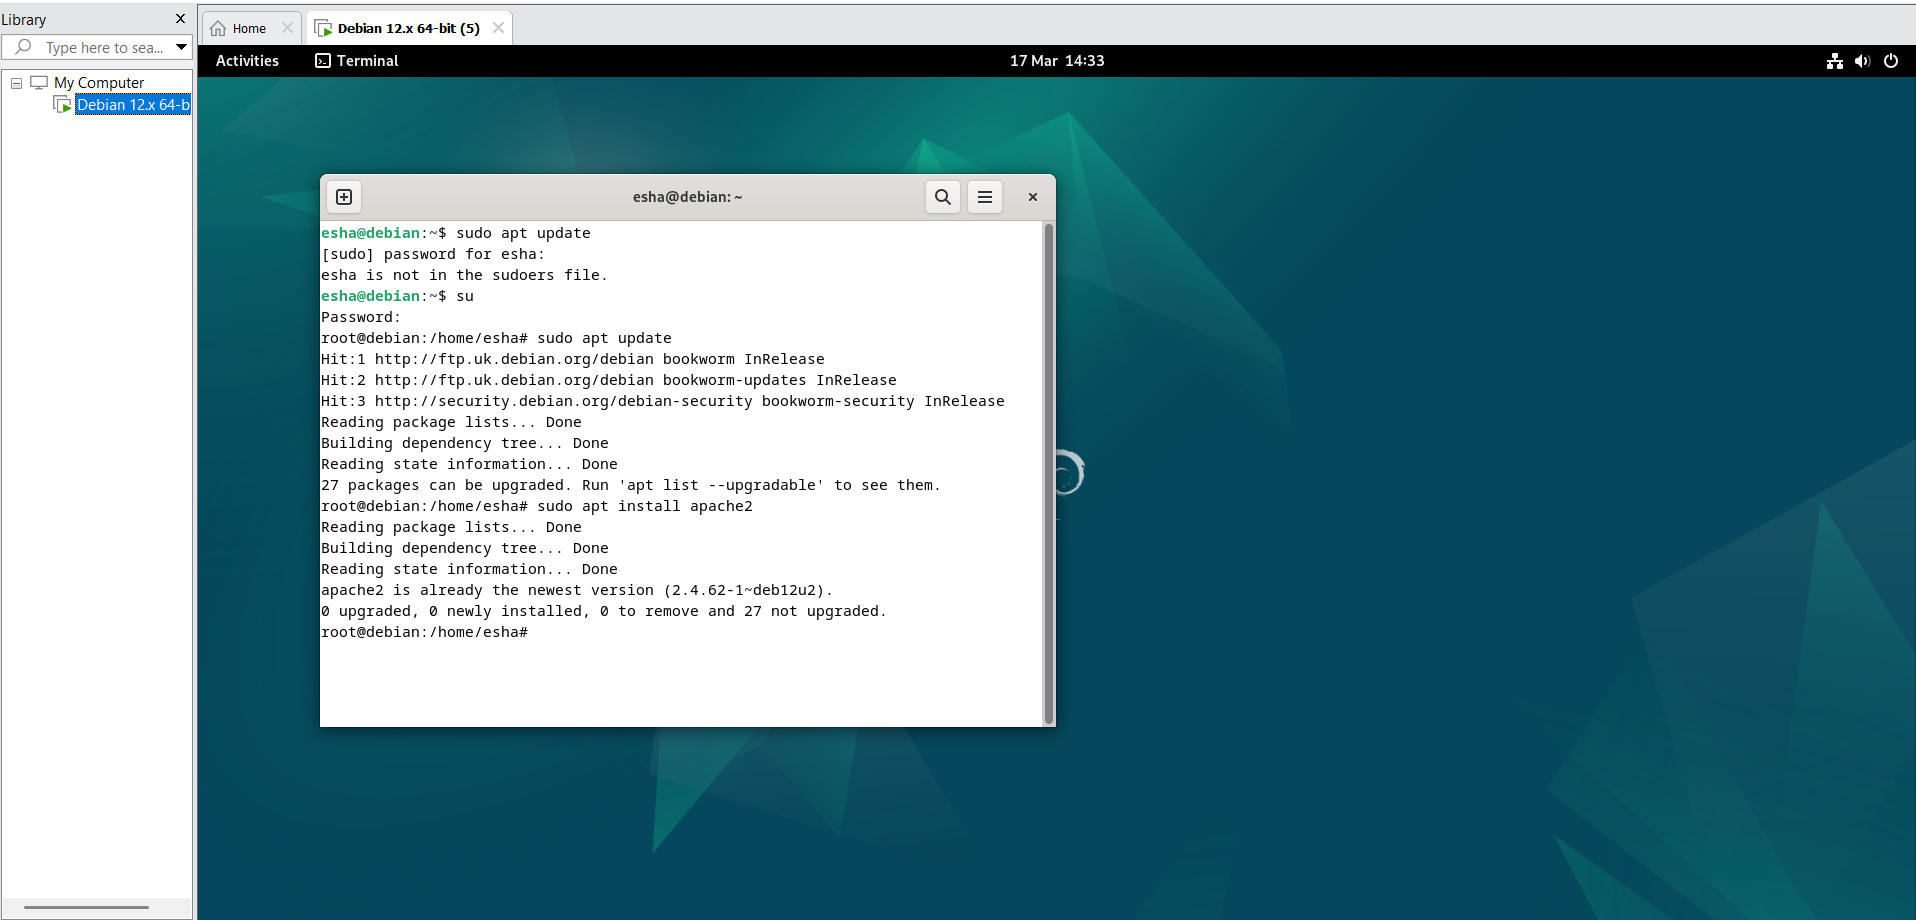 Library
Type here to sea...
My Computer
Debian 12.x 64-b
Home
Debian 12.x 64-bit (5)
Activities
Terminal
17 Mar 14:33
esha@debian: ~
esha@debian:~$ sudo apt update
[sudo] password for esha:
esha is not in the sudoers file.
esha@debian:~$ su
Password:
root@debian:/home/esha# sudo apt update
Hit:1 http://ftp.uk.debian.org/debian bookworm InRelease
Hit:2 http://ftp.uk.debian.org/debian bookworm-updates InRelease
Hit:3 http://security.debian.org/debian-security bookworm-security InRelease
Reading package lists... Done
Building dependency tree... Done
Reading state information... Done
27 packages can be upgraded. Run 'apt list --upgradable' to see them.
root@debian:/home/esha# sudo apt install apache2
Reading package lists... Done
Building dependency tree... Done
Reading state information... Done
apache2 is already the newest version (2.4.62-1~deb12u2).
0 upgraded, 0 newly installed, 0 to remove and 27 not upgraded.
root@debian:/home/esha#